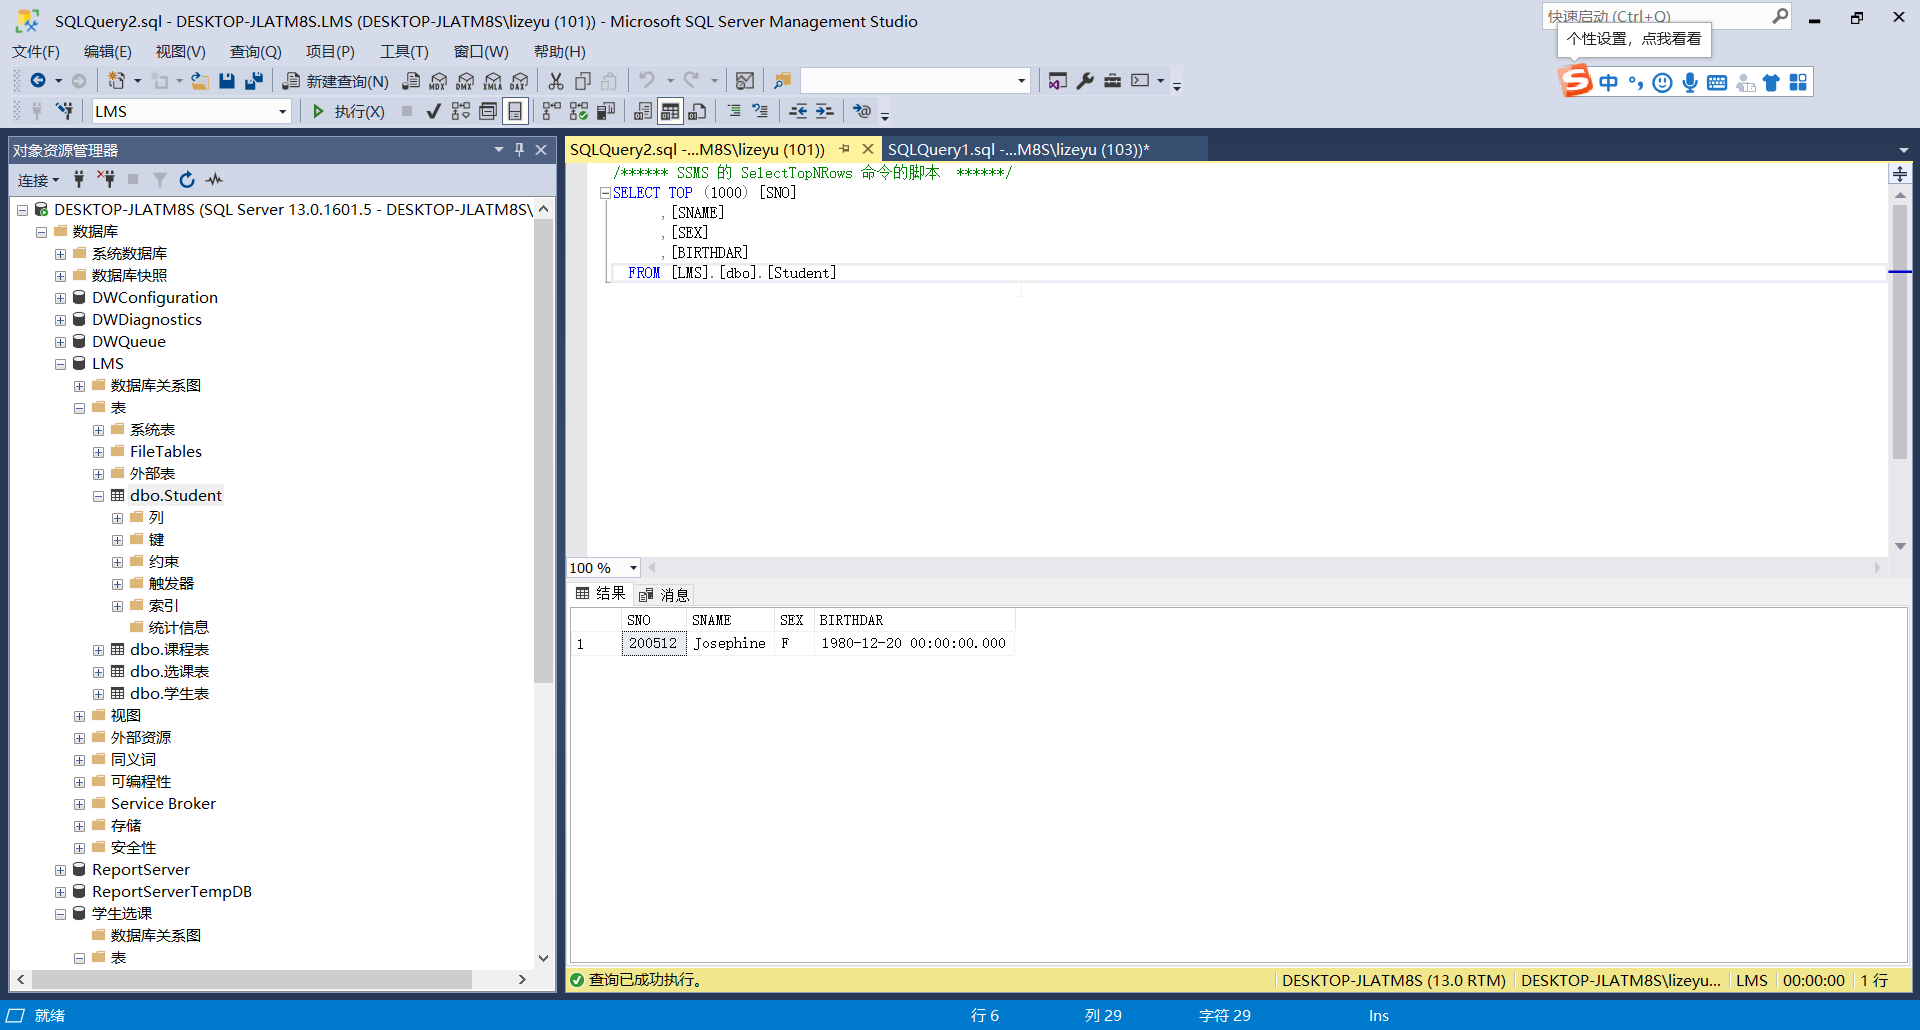 SQLQuery2.sql - DESKTOP-JLATM8S.LMS (DESKTOP-JLATM8S\lizeyu (101)) - Microsoft SQL Server Management Studio
快速启动 (Ctrl+Q)
个性设置，点我看看
文件(F) 编辑(E) 视图(V) 查询(Q) 项目(P) 工具(T) 窗口(W) 帮助(H)
新建查询(N) MDX DMX XMLA DAX
中
LMS 执行(X)
对象资源管理器
连接
DESKTOP-JLATM8S (SQL Server 13.0.1601.5 - DESKTOP-JLATM8S\
数据库
系统数据库
数据库快照
DWConfiguration
DWDiagnostics
DWQueue
LMS
数据库关系图
表
系统表
FileTables
外部表
dbo.Student
列
键
约束
触发器
索引
统计信息
dbo.课程表
dbo.选课表
dbo.学生表
视图
外部资源
同义词
可编程性
Service Broker
存储
安全性
ReportServer
ReportServerTempDB
学生选课
数据库关系图
表
SQLQuery2.sql -...M8S\lizeyu (101)) SQLQuery1.sql -...M8S\lizeyu (103))*
/****** SSMS 的 SelectTopNRows 命令的脚本 ******/
SELECT TOP (1000) [SNO]
,[SNAME]
,[SEX]
,[BIRTHDAR]
FROM [LMS].[dbo].[Student]
100 %
结果 消息
SNO SNAME SEX BIRTHDAR
1 200512 Josephine F 1980-12-20 00:00:00.000
查询已成功执行。 DESKTOP-JLATM8S (13.0 RTM) DESKTOP-JLATM8S\lizeyu... LMS 00:00:00 1 行
就绪 行 6 列 29 字符 29 Ins